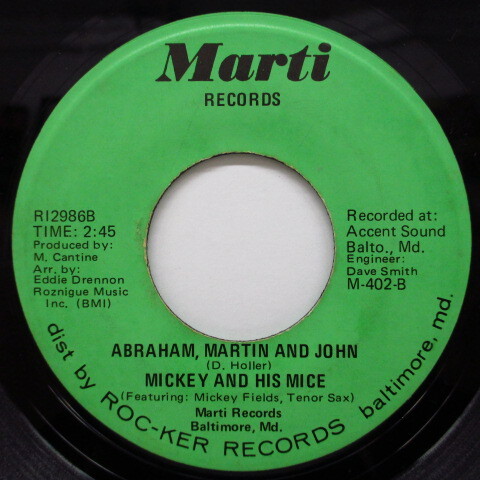 Marti
RECORDS
RI2986B
TIME: 2:45
Produced by:
M. Cantine
Arr. by:
Eddie Drennon
Roznique Music
Inc. (BMI)
Recorded at:
Accent Sound
Balto., Md.
Engineer:
Dave Smith
M-402-B
ABRAHAM, MARTIN AND JOHN
(D. Holler)
MICKEY AND HIS MICE
(Featuring: Mickey Fields, Tenor Sax)
Marti Records
Baltimore, Md.
dist by ROC-KER RECORDS baltimore, md.